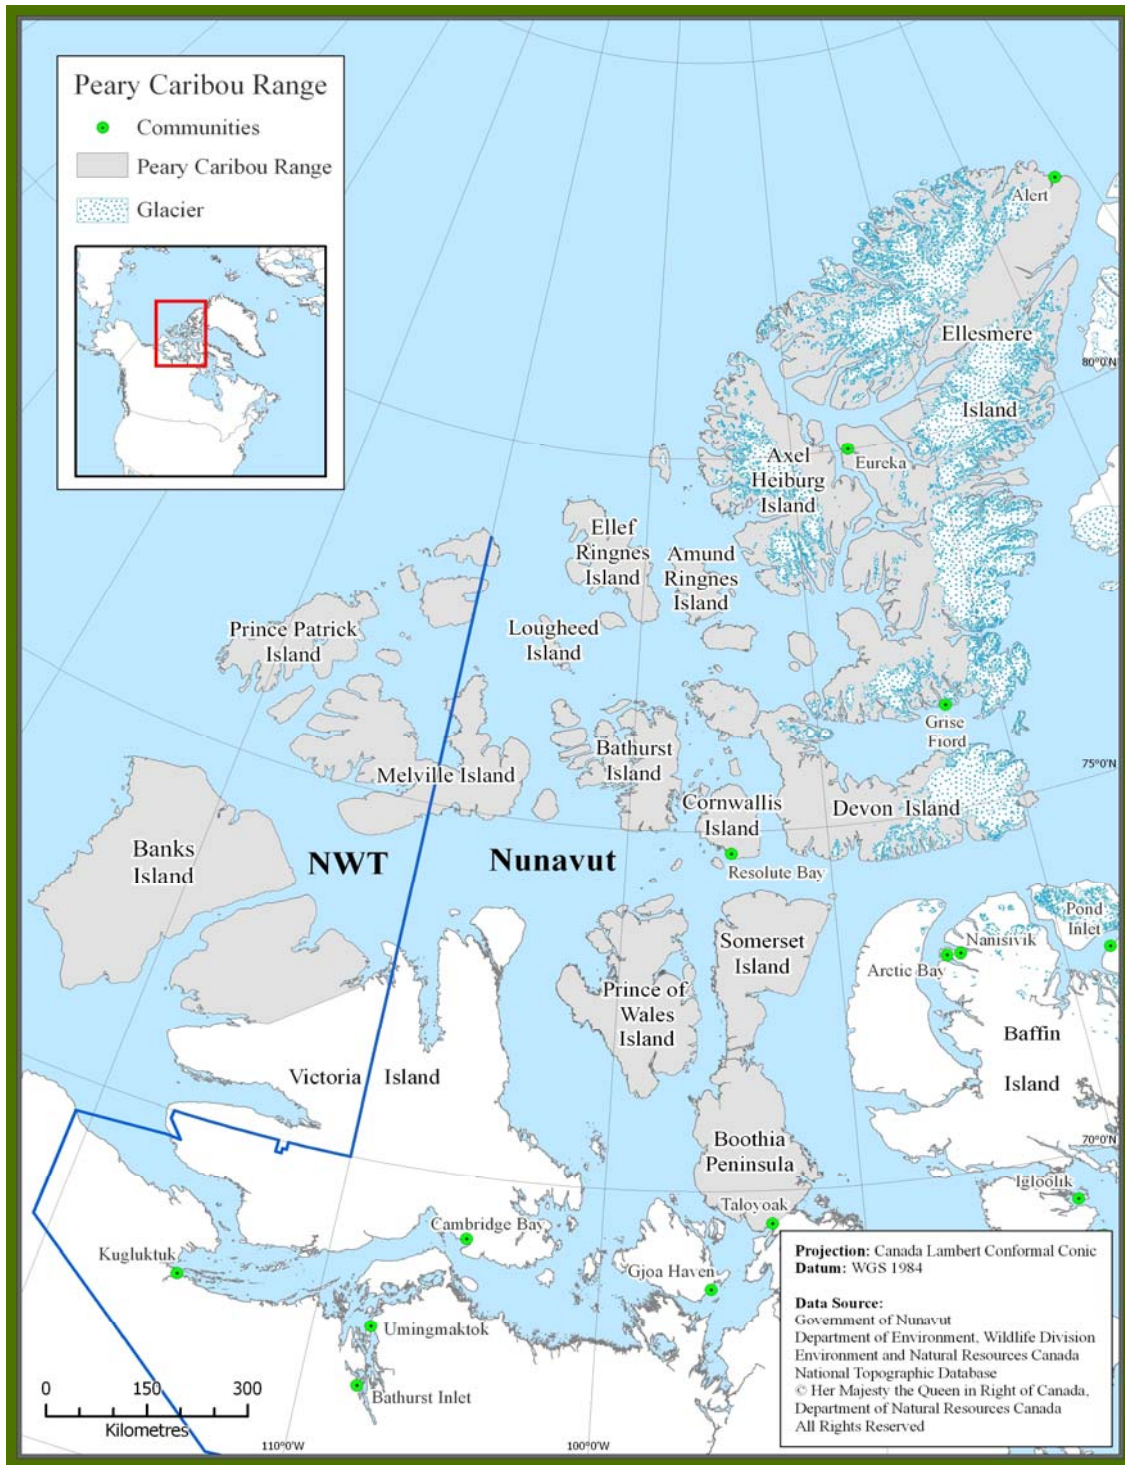 Peary Caribou Range
Communities
Peary Caribou Range
Glacier
Alert
Ellesmere
80°0'N
Island
Axel
Heiburg
Island
Eureka
Ellef
Ringnes
Island
Amund
Ringnes
Island
Prince Patrick
Island
Lougheed
Island
Grise
Fiord
Bathurst
Island
75°0'N
Melville Island
Cornwallis
Island
Devon Island
Banks
Island
NWT
Nunavut
Resolute Bay
Pond
Inlet
Somerset
Island
Nanisivik
Arctic Bay
Prince of
Wales
Island
Baffin
Island
Victoria Island
Boothia
Peninsula
70°0'N
Igloolik
Taloyoak
Cambridge Bay
Kugluktuk
Gjoa Haven
Umingmaktok
Bathurst Inlet
Projection: Canada Lambert Conformal Conic
Datum: WGS 1984
Data Source:
Government of Nunavut
Department of Environment, Wildlife Division
Environment and Natural Resources Canada
National Topographic Database
© Her Majesty the Queen in Right of Canada,
Department of Natural Resources Canada
All Rights Reserved
0 150 300
Kilometres
110°0'W
100°0'W